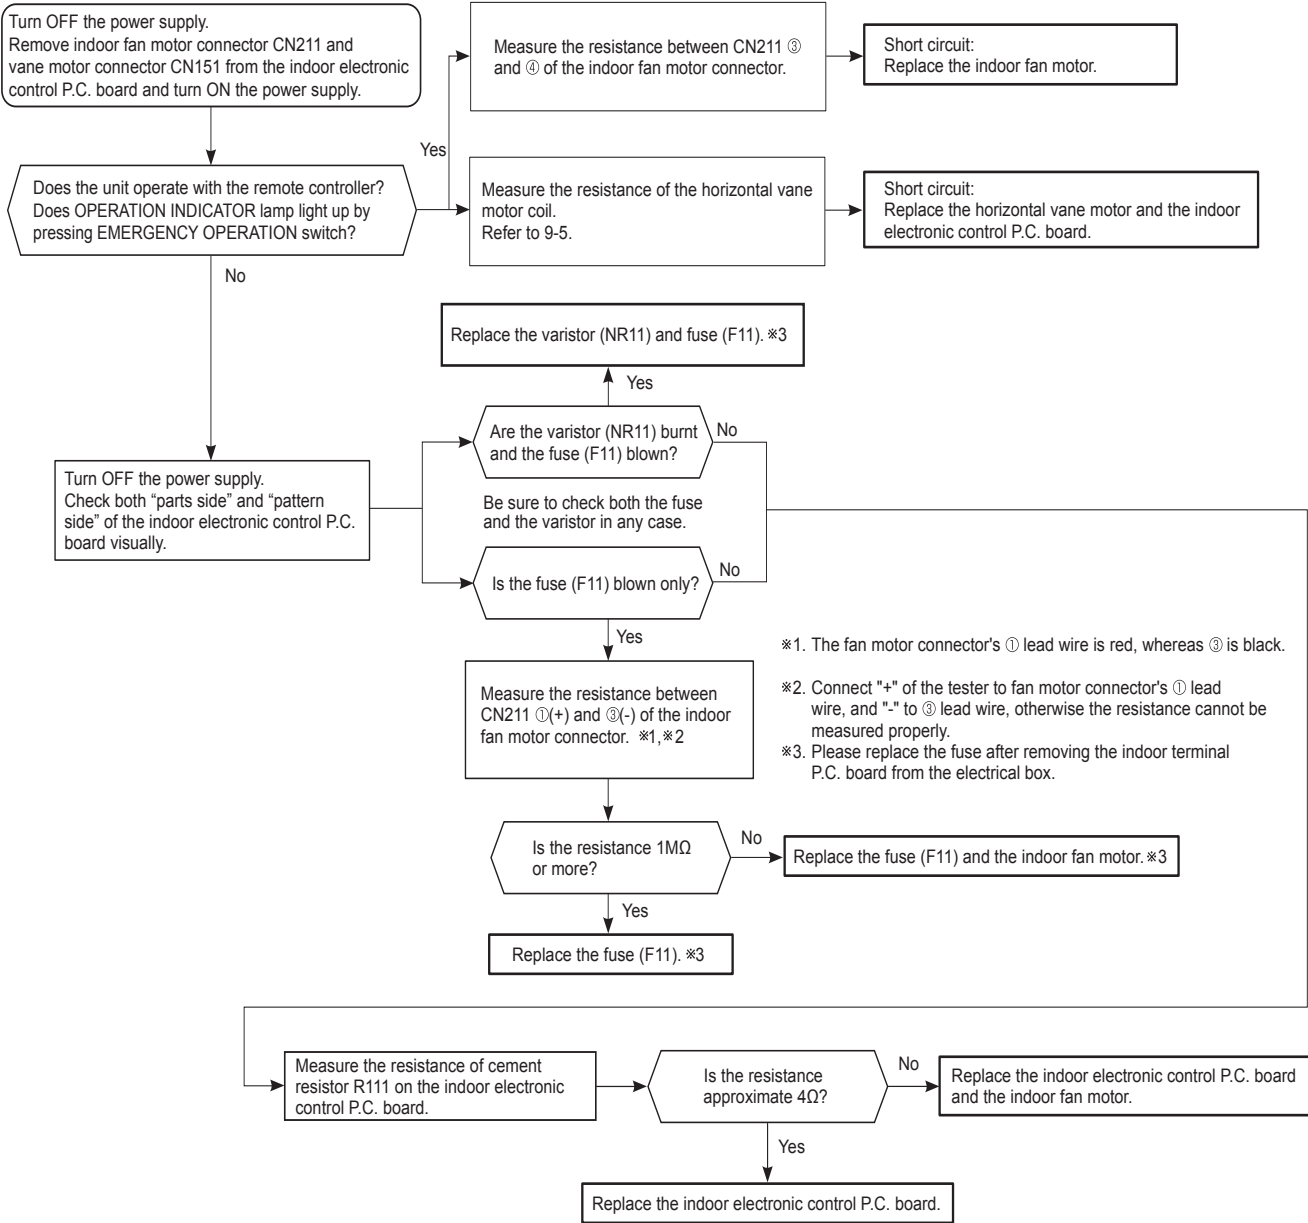 Turn OFF the power supply.
Remove indoor fan motor connector CN211 and
vane motor connector CN151 from the indoor electronic
control P.C. board and turn ON the power supply.
Measure the resistance between CN211 ③
and ④ of the indoor fan motor connector.
Short circuit:
Replace the indoor fan motor.
Yes
Does the unit operate with the remote controller?
Does OPERATION INDICATOR lamp light up by
pressing EMERGENCY OPERATION switch?
Measure the resistance of the horizontal vane
motor coil.
Refer to 9-5.
Short circuit:
Replace the horizontal vane motor and the indoor
electronic control P.C. board.
No
Replace the varistor (NR11) and fuse (F11). ※3
Yes
Are the varistor (NR11) burnt
and the fuse (F11) blown?
No
Turn OFF the power supply.
Check both “parts side” and “pattern
side” of the indoor electronic control P.C.
board visually.
Be sure to check both the fuse
and the varistor in any case.
Is the fuse (F11) blown only?
No
Yes
※1. The fan motor connector's ① lead wire is red, whereas ③ is black.
※2. Connect "+" of the tester to fan motor connector's ① lead
wire, and "-" to ③ lead wire, otherwise the resistance cannot be
measured properly.
※3. Please replace the fuse after removing the indoor terminal
P.C. board from the electrical box.
Measure the resistance between
CN211 ①(+) and ③(-) of the indoor
fan motor connector. ※1,※2
Is the resistance 1MΩ
or more?
No
Replace the fuse (F11) and the indoor fan motor. ※3
Yes
Replace the fuse (F11). ※3
Measure the resistance of cement
resistor R111 on the indoor electronic
control P.C. board.
Is the resistance
approximate 4Ω?
No
Replace the indoor electronic control P.C. board
and the indoor fan motor.
Yes
Replace the indoor electronic control P.C. board.